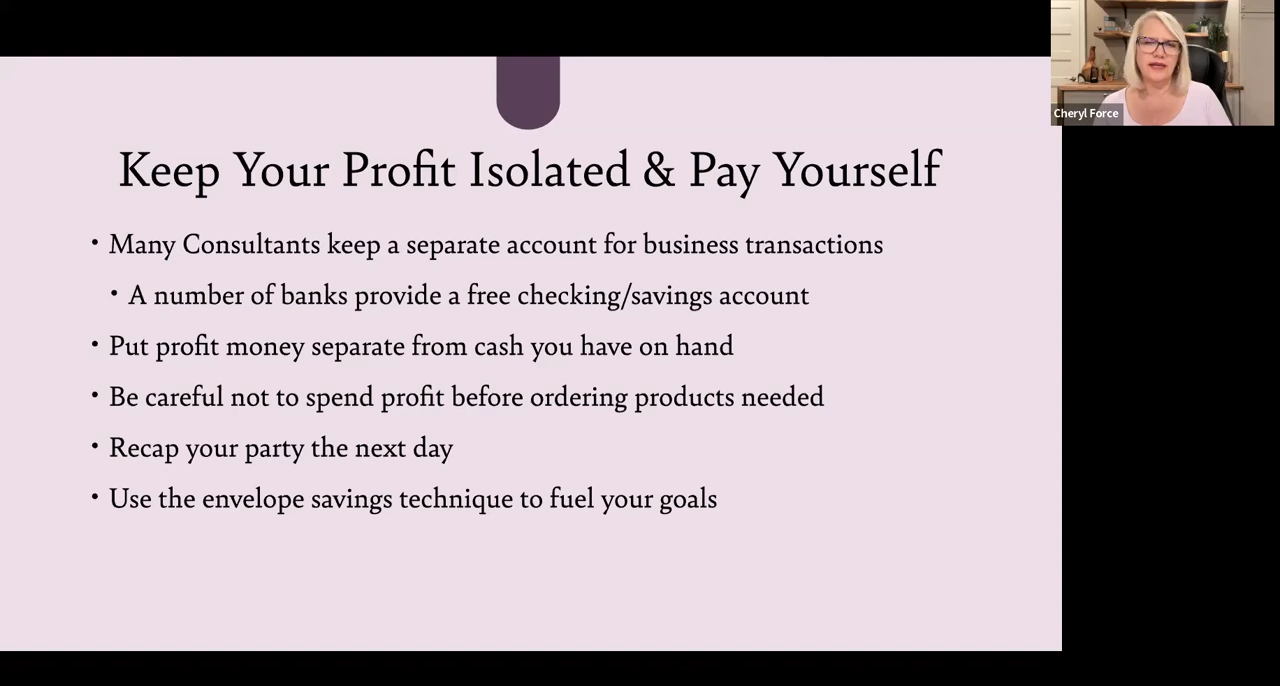 Keep Your Profit Isolated & Pay Yourself
• Many Consultants keep a separate account for business transactions
• A number of banks provide a free checking/savings account
• Put profit money separate from cash you have on hand
• Be careful not to spend profit before ordering products needed
• Recap your party the next day
• Use the envelope savings technique to fuel your goals
Cheryl Force